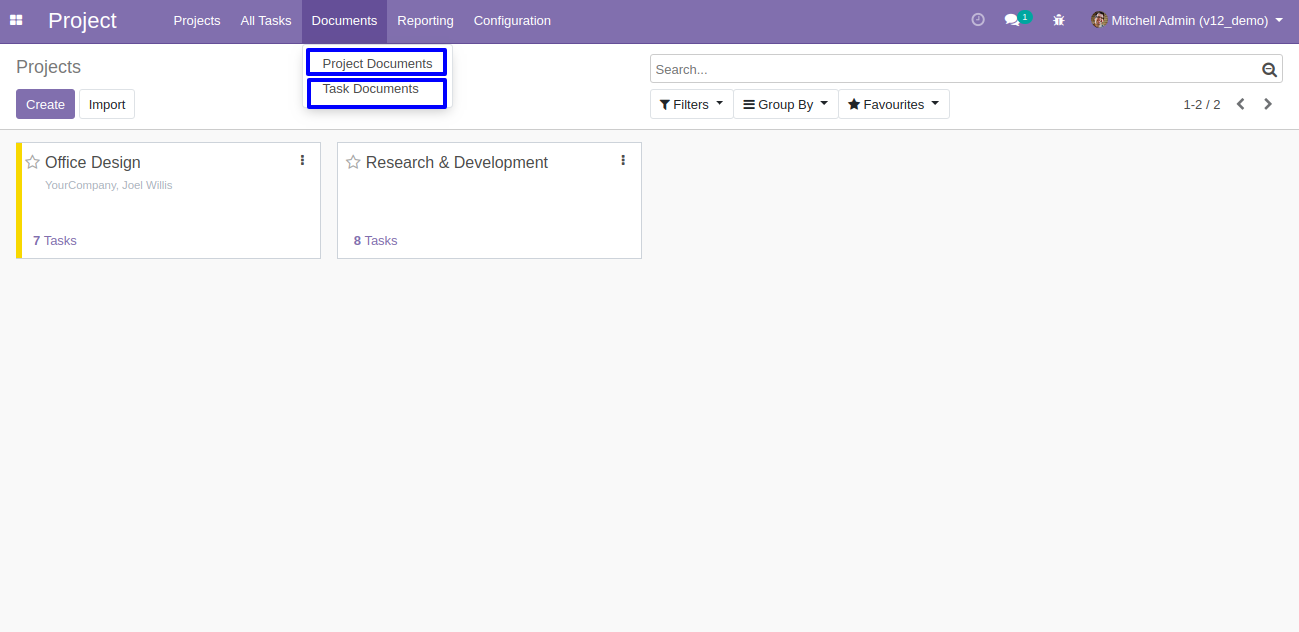 Project Projects All Tasks Documents Reporting Configuration 1 Mitchell Admin (v12_demo)
Project Documents
Task Documents
Projects
Search...
Create Import
Filters Group By Favourites 1-2 / 2
Office Design
YourCompany, Joel Willis
7 Tasks
Research & Development
8 Tasks